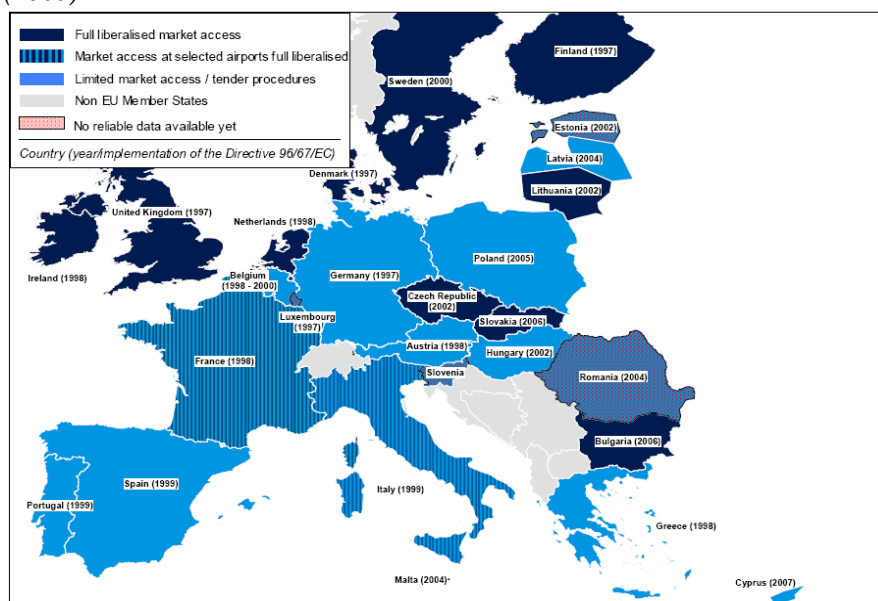 Full liberalised market access
Market access at selected airports full liberalised
Limited market access / tender procedures
Non EU Member States
No reliable data available yet
Country (year/implementation of the Directive 96/67/EC)
Finland (1997)
Sweden (2000)
Estonia (2002)
Latvia (2004)
Denmark (1997)
Lithuania (2002)
United Kingdom (1997)
Netherlands (1998)
Poland (2005)
Ireland (1998)
Belgium
(1998 - 2000)
Germany (1997)
Czech Republic
(2002)
Luxembourg
(1997)
Slovakia (2006)
Austria (1998)
Hungary (2002)
France (1998)
Slovenia
Romania (2004)
Bulgaria (2006)
Spain (1999)
Italy (1999)
Portugal (1999)
Greece (1998)
Malta (2004)
Cyprus (2007)